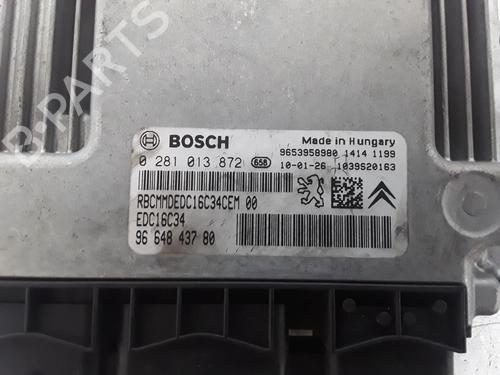 BOSCH
Made in Hungary
0 281 013 872 658
9653958980 1414 1199
10-01-26 1039S20163
RBCMMDEDC16C34CEM 00
EDC16C34
96 648 437 80
B-PARTS